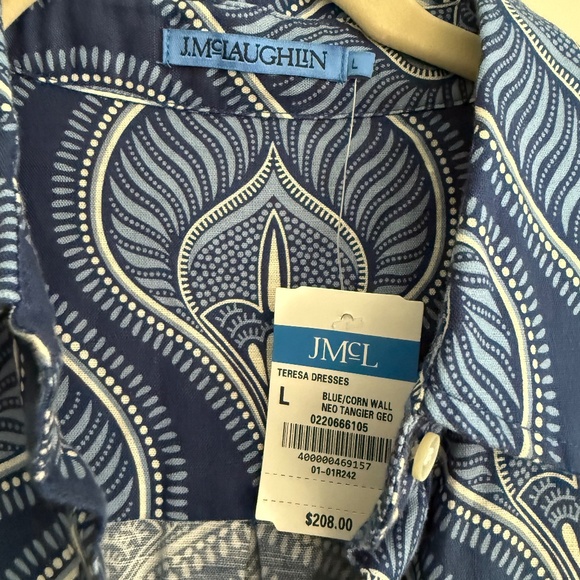 J.McLAUGHLIN
L
JMcL
TERESA DRESSES
L
BLUE/CORN WALL
NEO TANGIER GEO
0220666105
400000469157
01-01R242
$208.00